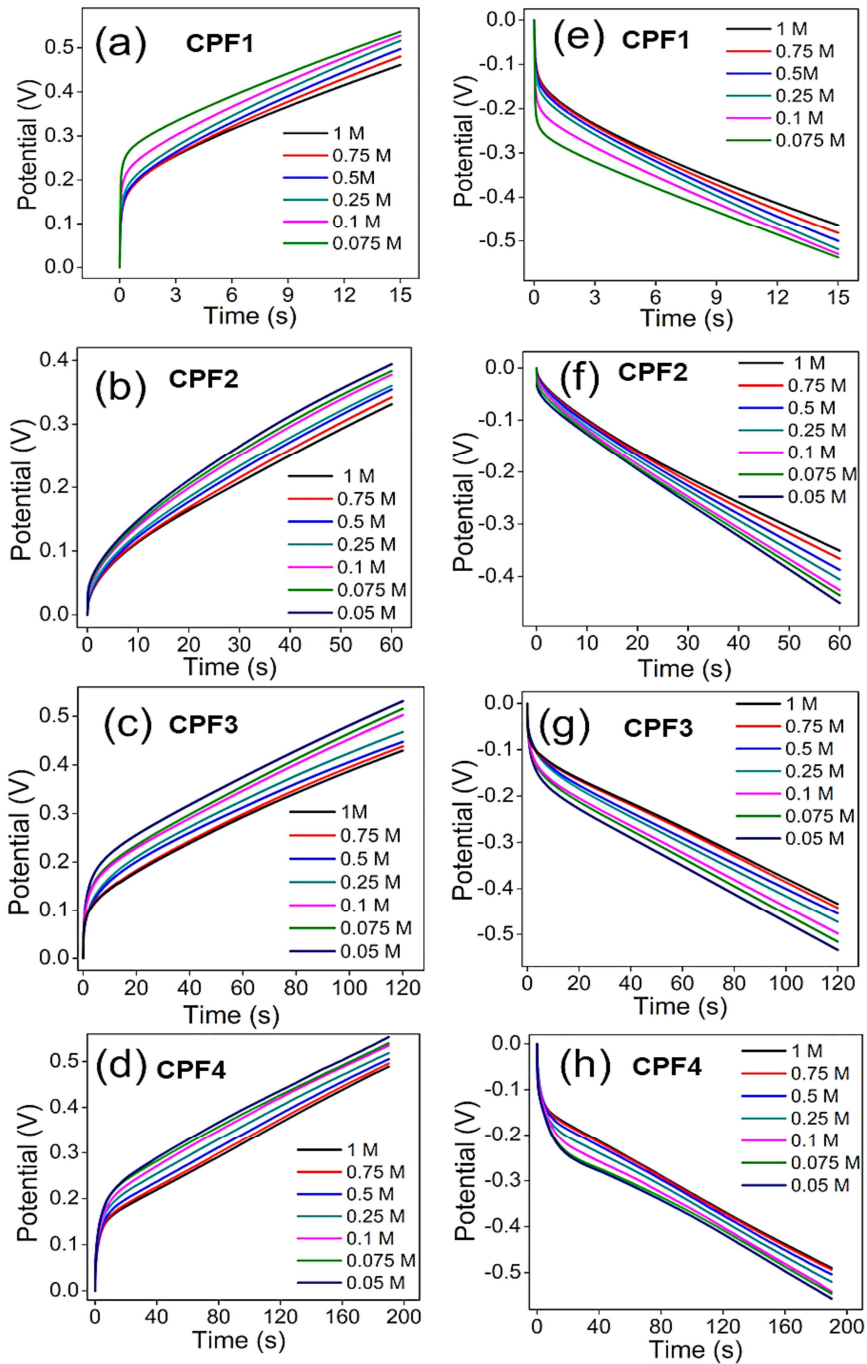 (a) CPF1
Potential (V)
0.5
0.4
0.3
0.2
0.1
0.0
1 M
0.75 M
0.5M
0.25 M
0.1 M
0.075 M
0 3 6 9 12 15
Time (s)
(e) CPF1
Potential (V)
0.0
-0.1
-0.2
-0.3
-0.4
-0.5
1 M
0.75 M
0.5M
0.25 M
0.1 M
0.075 M
0 3 6 9 12 15
Time (s)
(b) CPF2
Potential (V)
0.4
0.3
0.2
0.1
0.0
1 M
0.75 M
0.5 M
0.25 M
0.1 M
0.075 M
0.05 M
0 10 20 30 40 50 60
Time (s)
(f) CPF2
Potential (V)
-0.0
-0.1
-0.2
-0.3
-0.4
1 M
0.75 M
0.5 M
0.25 M
0.1 M
0.075 M
0.05 M
0 10 20 30 40 50 60
Time (s)
(c) CPF3
Potential (V)
0.5
0.4
0.3
0.2
0.1
0.0
1M
0.75 M
0.5 M
0.25 M
0.1 M
0.075 M
0.05 M
0 20 40 60 80 100 120
Time (s)
(g) CPF3
Potential (V)
0.0
-0.1
-0.2
-0.3
-0.4
-0.5
1 M
0.75 M
0.5 M
0.25 M
0.1 M
0.075 M
0.05 M
0 20 40 60 80 100 120
Time (s)
(d) CPF4
Potential (V)
0.5
0.4
0.3
0.2
0.1
0.0
1 M
0.75 M
0.5 M
0.25 M
0.1 M
0.075 M
0.05 M
0 40 80 120 160 200
Time (s)
(h) CPF4
Potential (V)
0.0
-0.1
-0.2
-0.3
-0.4
-0.5
1 M
0.75 M
0.5 M
0.25 M
0.1 M
0.075 M
0.05 M
0 40 80 120 160 200
Time (s)